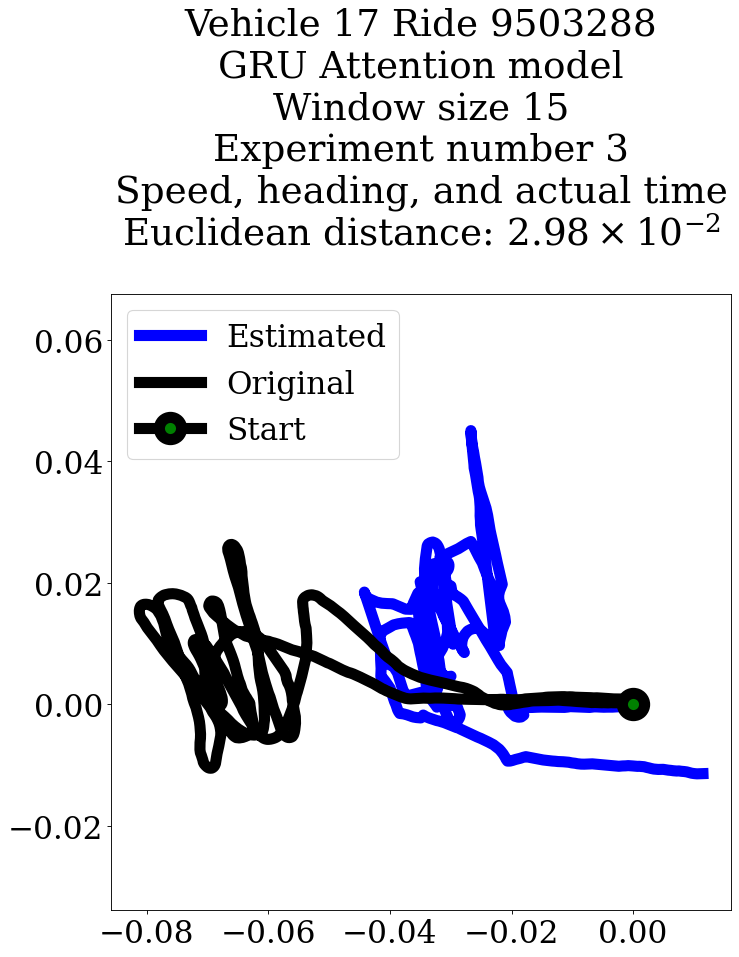 Vehicle 17 Ride 9503288
GRU Attention model
Window size 15
Experiment number 3
Speed, heading, and actual time
Euclidean distance: 2.98 × 10⁻²
Estimated
Original
Start
0.06
0.04
0.02
0.00
−0.02
−0.08
−0.06
−0.04
−0.02
0.00